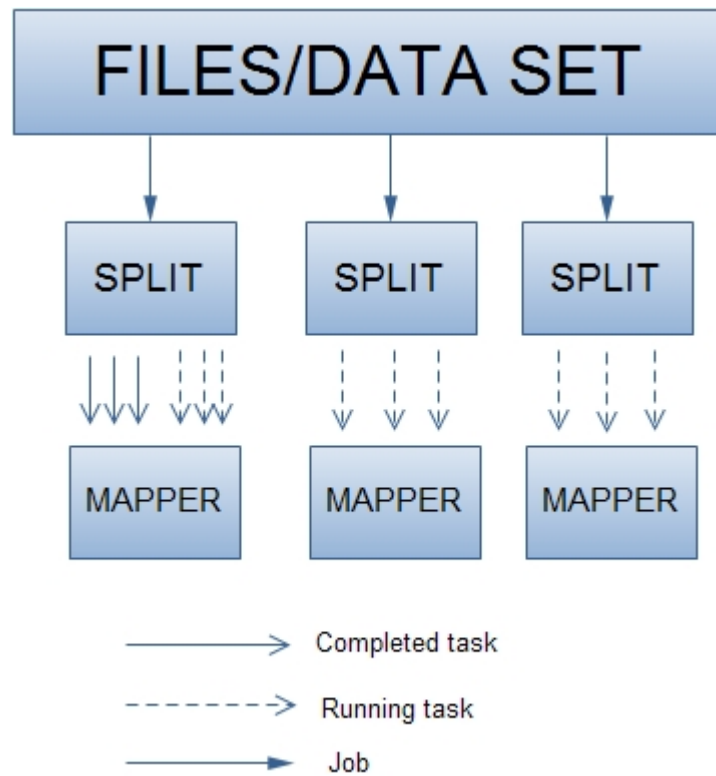 FILES/DATA SET
SPLIT
SPLIT
SPLIT
MAPPER
MAPPER
MAPPER
Completed task
Running task
Job